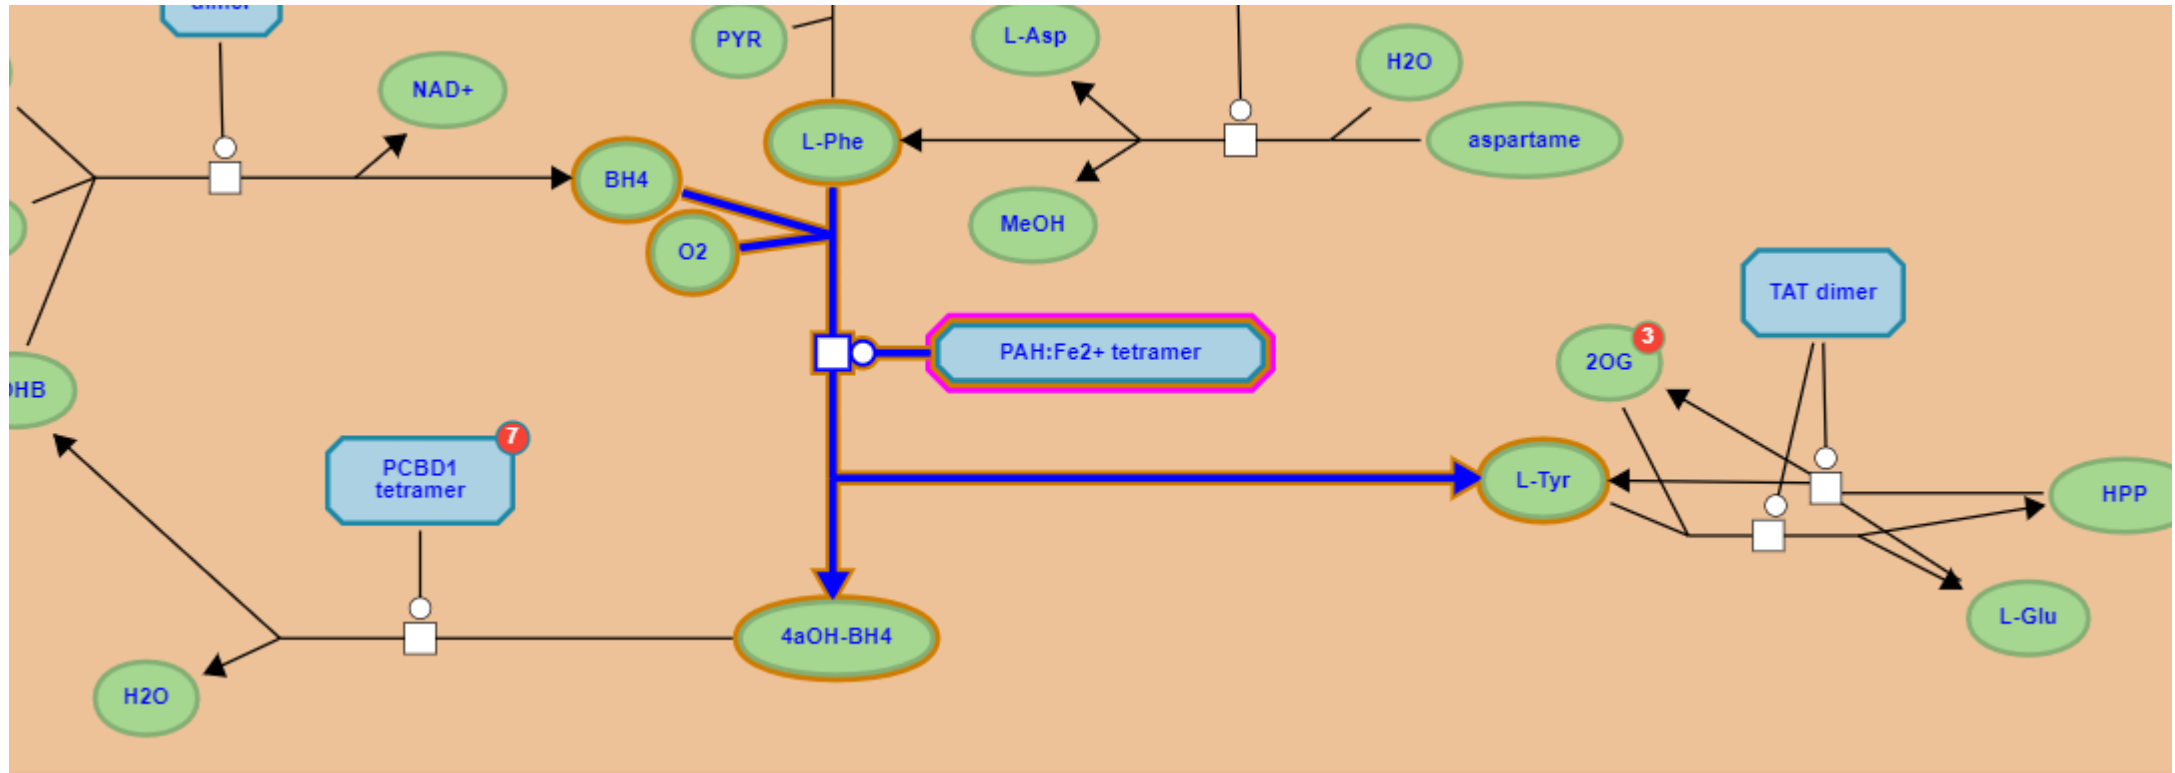 dimer
PYR
L-Asp
H2O
NAD+
L-Phe
aspartame
BH4
MeOH
O2
TAT dimer
PAH:Fe2+ tetramer
3
2OG
HB
7
PCBD1
tetramer
L-Tyr
HPP
L-Glu
4aOH-BH4
H2O